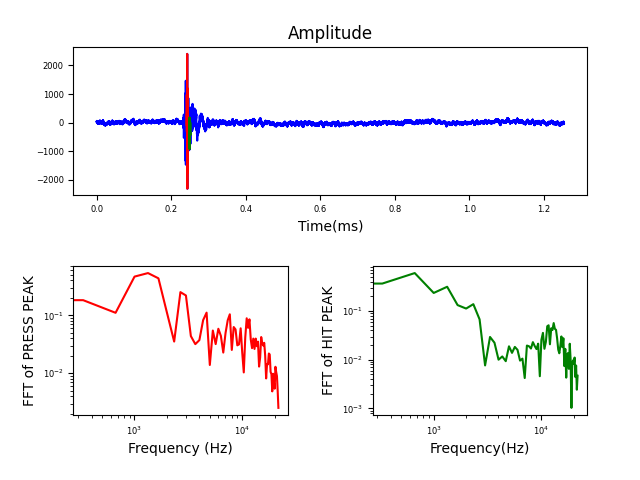 Amplitude
2000
1000
0
−1000
−2000
0.0 0.2 0.4 0.6 0.8 1.0 1.2
Time(ms)
FFT of PRESS PEAK
10⁻¹
10⁻²
10³ 10⁴
Frequency (Hz)
FFT of HIT PEAK
10⁻¹
10⁻²
10⁻³
10³ 10⁴
Frequency(Hz)